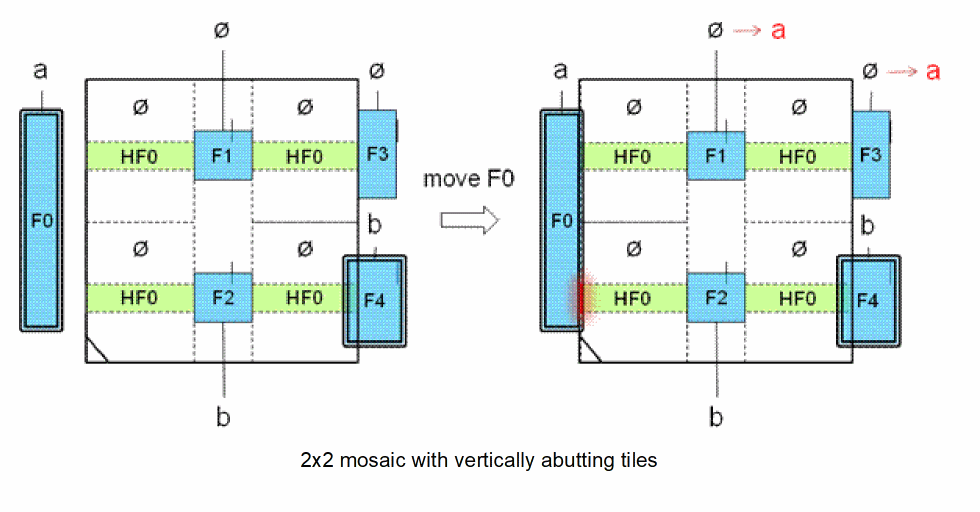 Ø
Ø → a
a
Ø
a
Ø → a
Ø
Ø
Ø
Ø
HF0
F1
HF0
F3
HF0
F1
HF0
F3
move F0
F0
b
F0
b
Ø
Ø
Ø
Ø
HF0
F2
HF0
F4
HF0
F2
HF0
F4
b
b
2x2 mosaic with vertically abutting tiles